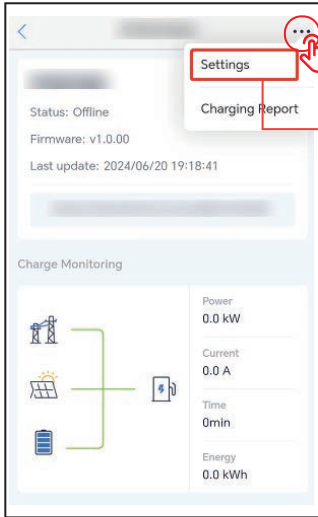 Settings
Charging Report
Status: Offline
Firmware: v1.0.00
Last update: 2024/06/20 19:18:41
Charge Monitoring
Power
0.0 kW
Current
0.0 A
Time
0min
Energy
0.0 kWh